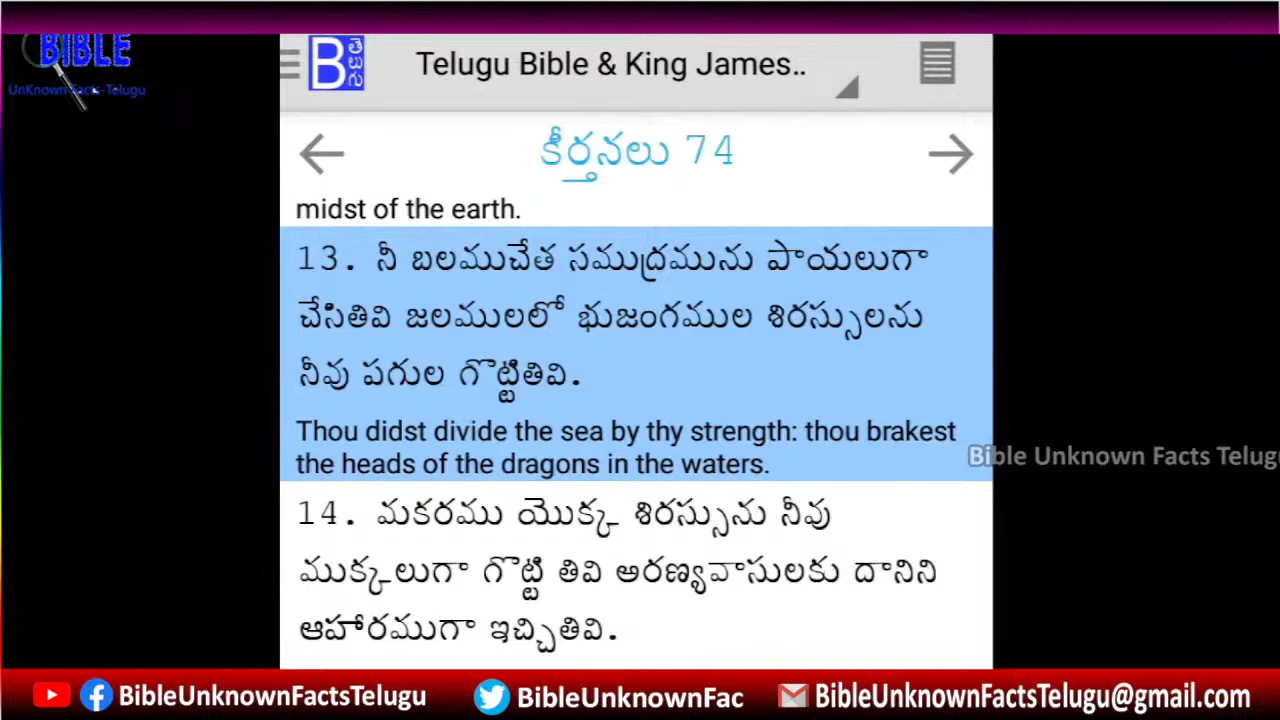 BIBLE
UnKnown Facts-Telugu
B తెలుగు
Telugu Bible & King James..
కీర్తనలు 74
midst of the earth.
13. నీ బలముచేత సముద్రమును పాయలుగా
చేసితివి జలములలో భుజంగముల శిరస్సులను
నీవు పగుల గొట్టితివి.
Thou didst divide the sea by thy strength: thou brakest
the heads of the dragons in the waters.
Bible Unknown Facts Telugu
14. మకరము యొక్క శిరస్సును నీవు
ముక్కలుగా గొట్టి తివి అరణ్యవాసులకు దానిని
ఆహారముగా ఇచ్చితివి.
BibleUnknownFactsTelugu
BibleUnknownFac
BibleUnknownFactsTelugu@gmail.com